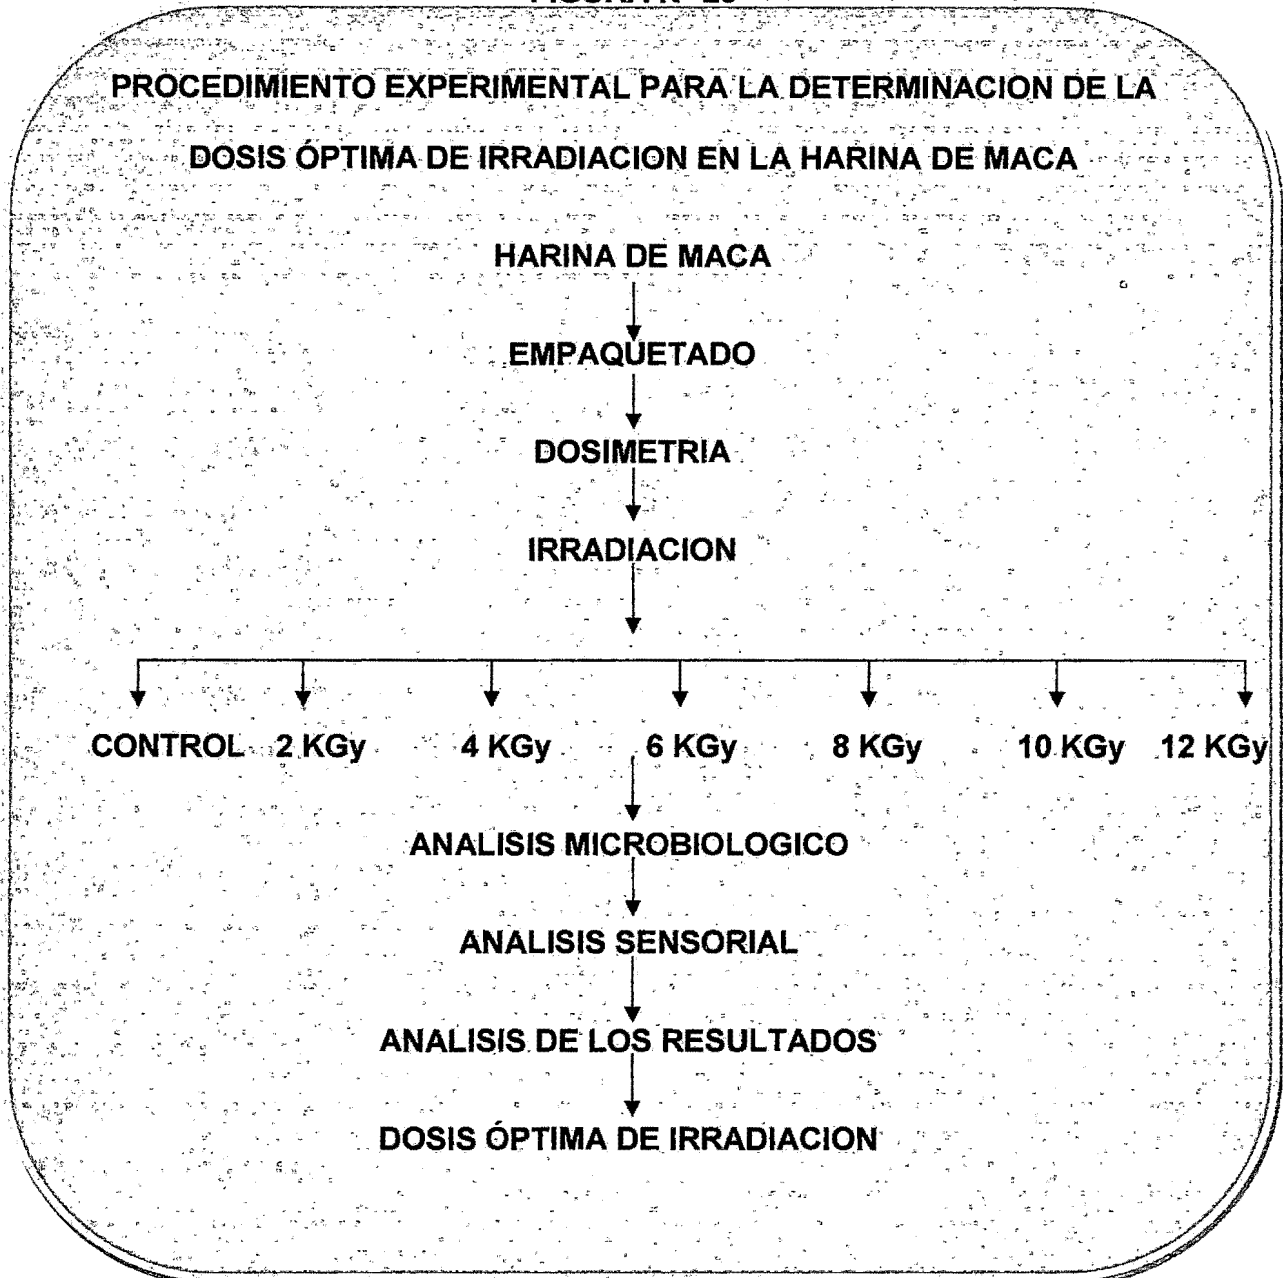 PROCEDIMIENTO EXPERIMENTAL PARA LA DETERMINACION DE LA
DOSIS ÓPTIMA DE IRRADIACION EN LA HARINA DE MACA
HARINA DE MACA
EMPAQUETADO
DOSIMETRIA
IRRADIACION
CONTROL 2 KGy 4 KGy 6 KGy 8 KGy 10 KGy 12 KGy
ANALISIS MICROBIOLOGICO
ANALISIS SENSORIAL
ANALISIS DE LOS RESULTADOS
DOSIS ÓPTIMA DE IRRADIACION